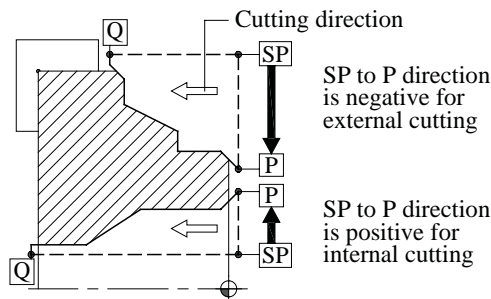 Cutting direction
Q
SP
SP to P direction
is negative for
external cutting
P
P
SP to P direction
is positive for
internal cutting
SP
Q